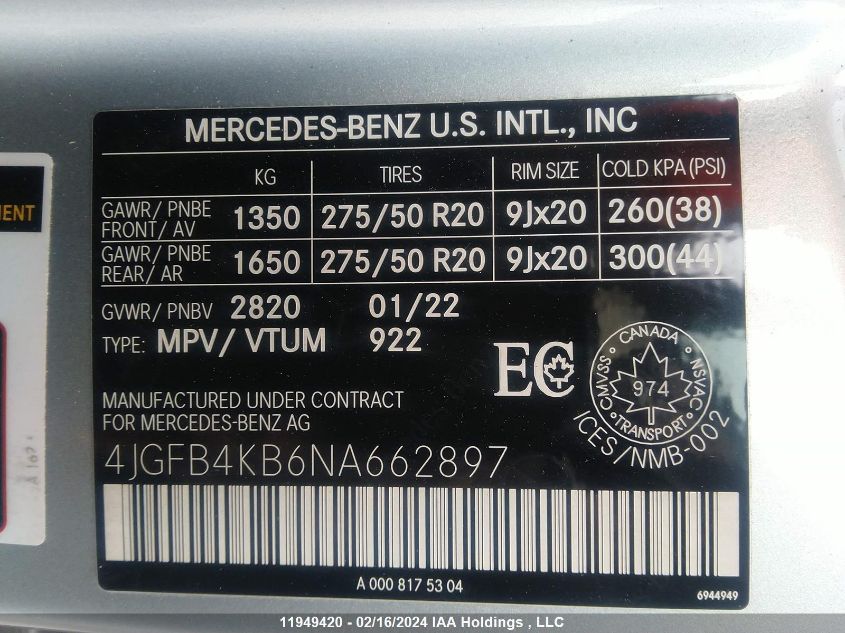 MERCEDES-BENZ U.S. INTL., INC
KG TIRES RIM SIZE COLD KPA (PSI)
GAWR/ PNBE FRONT/ AV 1350 275/50 R20 9Jx20 260(38)
GAWR/ PNBE REAR/ AR 1650 275/50 R20 9Jx20 300(44)
GVWR/ PNBV 2820 01/22
TYPE: MPV/ VTUM 922
EC
CANADA
CMVSS NSVAC
974
TRANSPORT
ICES/NMB-002
MANUFACTURED UNDER CONTRACT
FOR MERCEDES-BENZ AG
4JGFB4KB6NA662897
A 000 817 53 04
6944949
MENT
11949420 - 02/16/2024 IAA Holdings , LLC